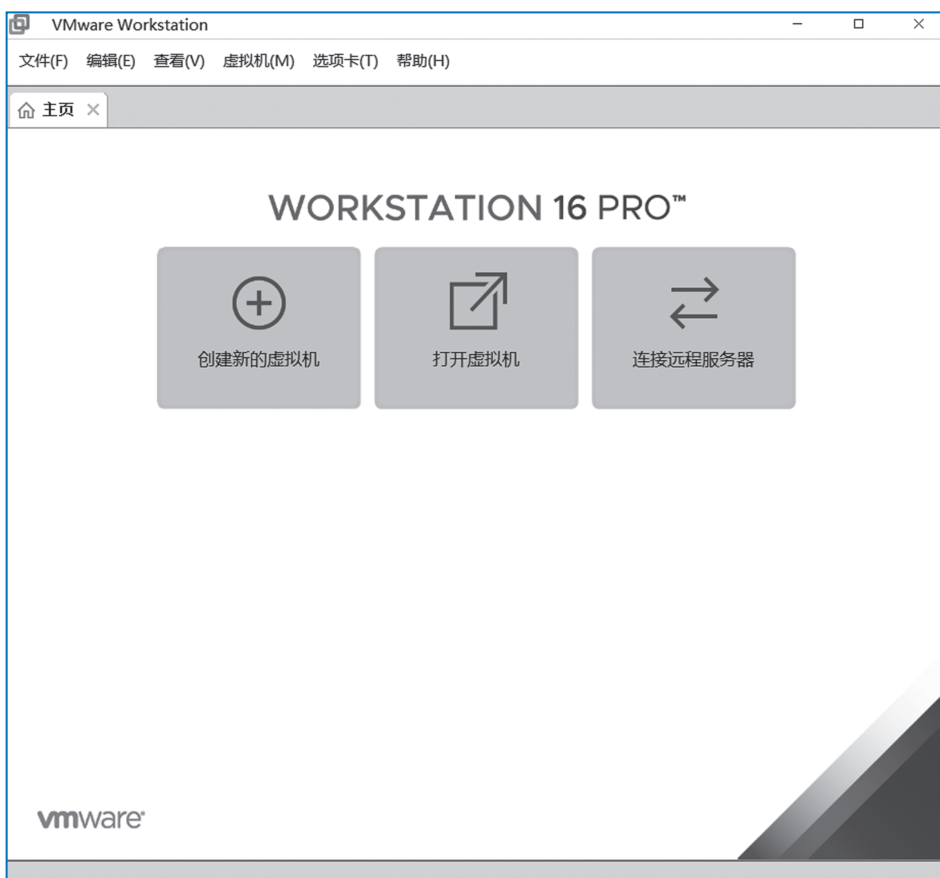 VMware Workstation
文件(F) 编辑(E) 查看(V) 虚拟机(M) 选项卡(T) 帮助(H)
主页
WORKSTATION 16 PRO™
创建新的虚拟机 打开虚拟机 连接远程服务器
vmware®